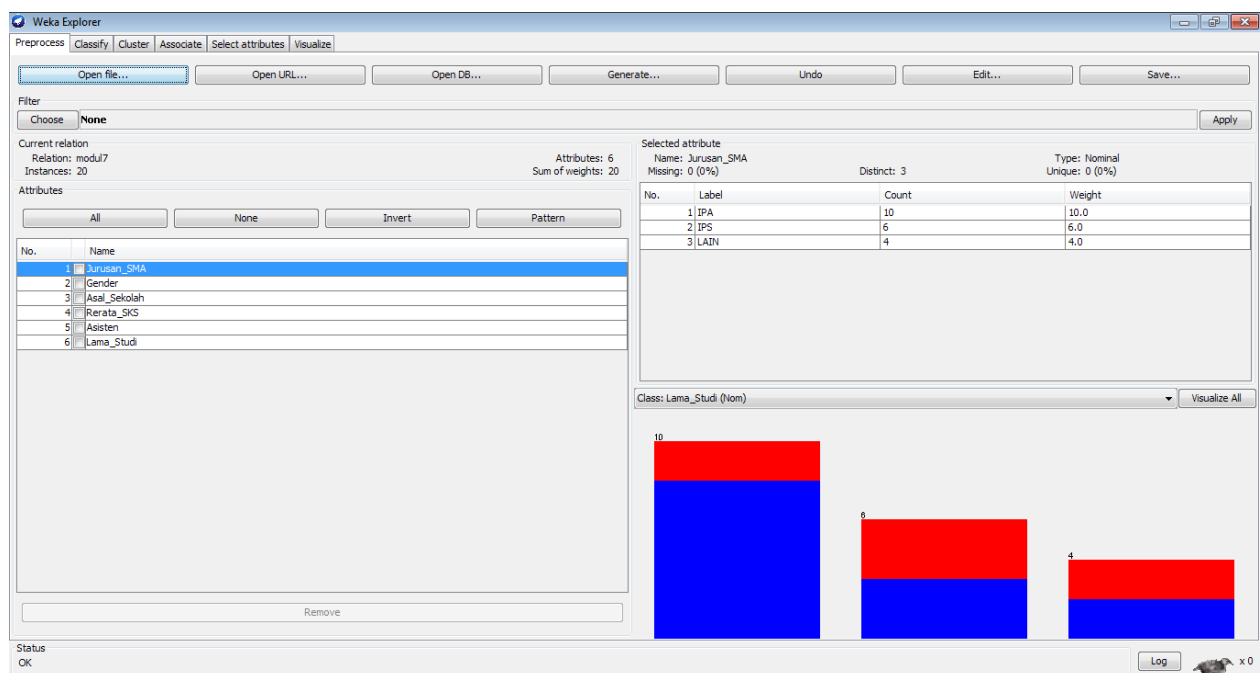 Weka Explorer
Preprocess Classify Cluster Associate Select attributes Visualize
Open file... Open URL... Open DB... Generate... Undo Edit... Save...
Filter
Choose None Apply
Current relation
Relation: modul7 Attributes: 6
Instances: 20 Sum of weights: 20
Attributes
All None Invert Pattern
No. Name
1 Jurusan_SMA
2 Gender
3 Asal_Sekolah
4 Rerata_SKS
5 Asisten
6 Lama_Studi
Remove
Selected attribute
Name: Jurusan_SMA Type: Nominal
Missing: 0 (0%) Distinct: 3 Unique: 0 (0%)
No. Label Count Weight
1 IPA 10 10.0
2 IPS 6 6.0
3 LAIN 4 4.0
Class: Lama_Studi (Nom) Visualize All
10
6
4
Status
OK Log x 0